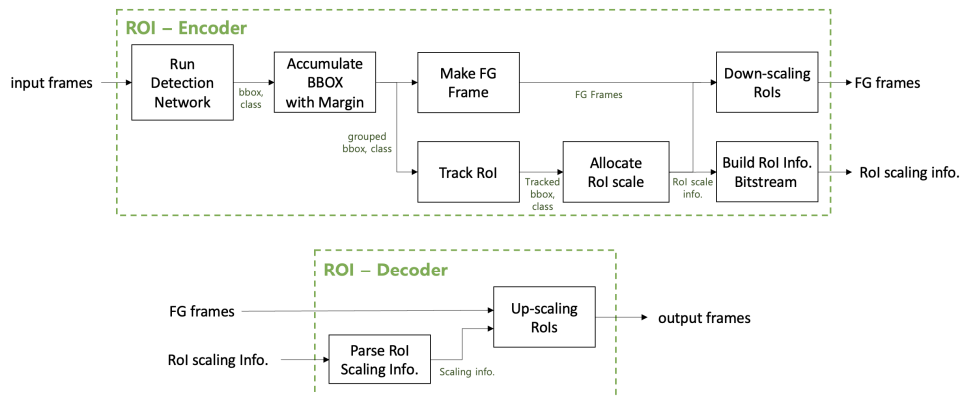 ROI – Encoder
input frames
Run
Detection
Network
bbox,
class
Accumulate
BBOX
with Margin
grouped
bbox, class
Make FG
Frame
FG Frames
Down-scaling
RoIs
FG frames
Track RoI
Tracked
bbox,
class
Allocate
RoI scale
RoI scale
info.
Build RoI Info.
Bitstream
RoI scaling info.
ROI – Decoder
FG frames
RoI scaling Info.
Parse RoI
Scaling Info.
Scaling info.
Up-scaling
RoIs
output frames